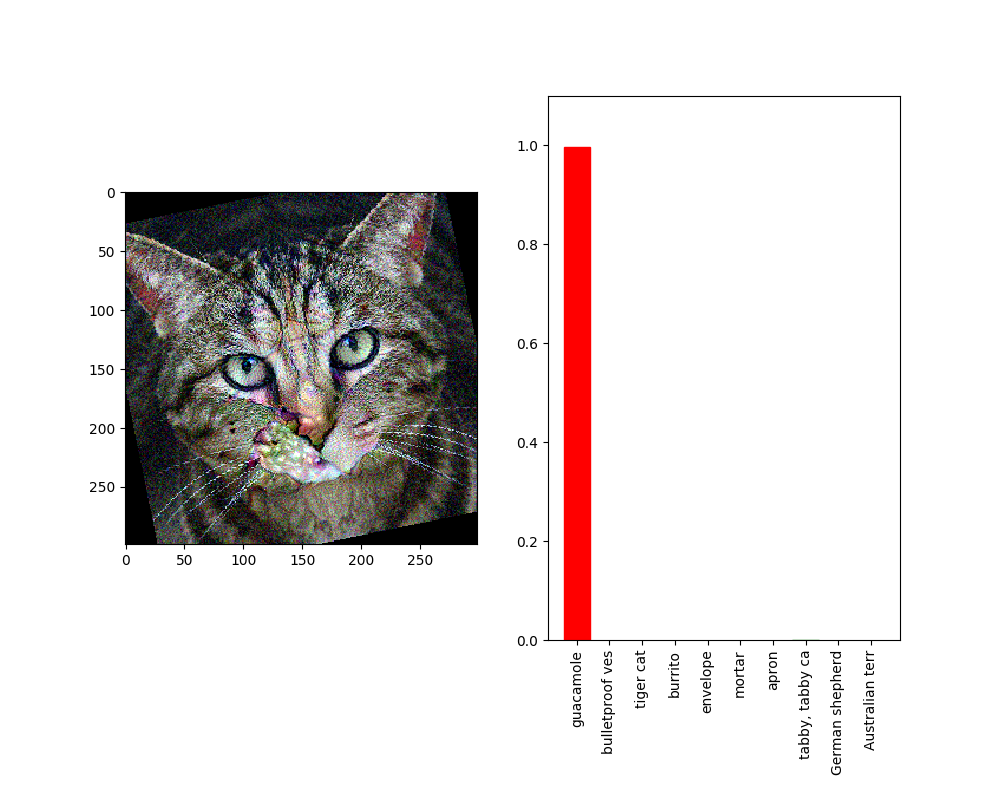 0
50
100
150
200
250
0 50 100 150 200 250
1.0
0.8
0.6
0.4
0.2
0.0
guacamole
bulletproof ves
tiger cat
burrito
envelope
mortar
apron
tabby, tabby ca
German shepherd
Australian terr